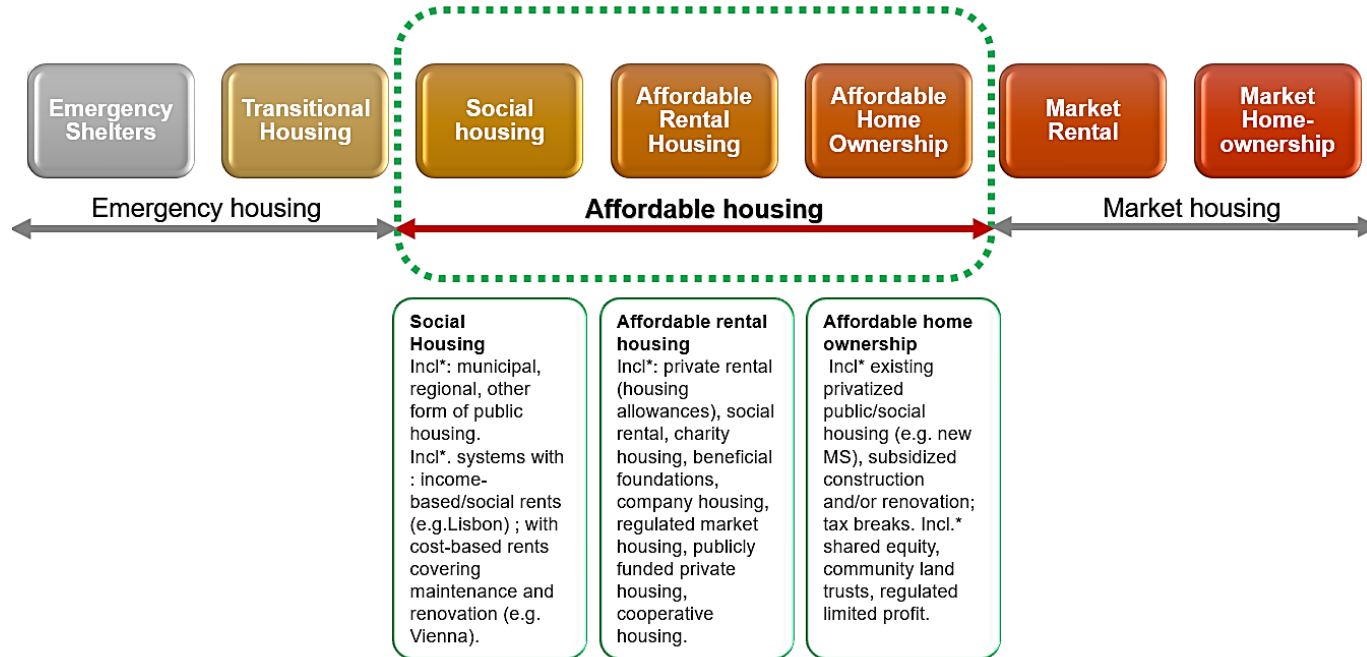 Emergency
Shelters
Transitional
Housing
Social
housing
Affordable
Rental
Housing
Affordable
Home
Ownership
Market
Rental
Market
Home-
ownership
Emergency housing
Affordable housing
Market housing
Social
Housing
Incl*: municipal,
regional, other
form of public
housing.
Incl*. systems with
: income-
based/social rents
(e.g.Lisbon) ; with
cost-based rents
covering
maintenance and
renovation (e.g.
Vienna).
Affordable rental
housing
Incl*: private rental
(housing
allowances), social
rental, charity
housing, beneficial
foundations,
company housing,
regulated market
housing, publicly
funded private
housing,
cooperative
housing.
Affordable home
ownership
Incl* existing
privatized
public/social
housing (e.g. new
MS), subsidized
construction
and/or renovation;
tax breaks. Incl.*
shared equity,
community land
trusts, regulated
limited profit.